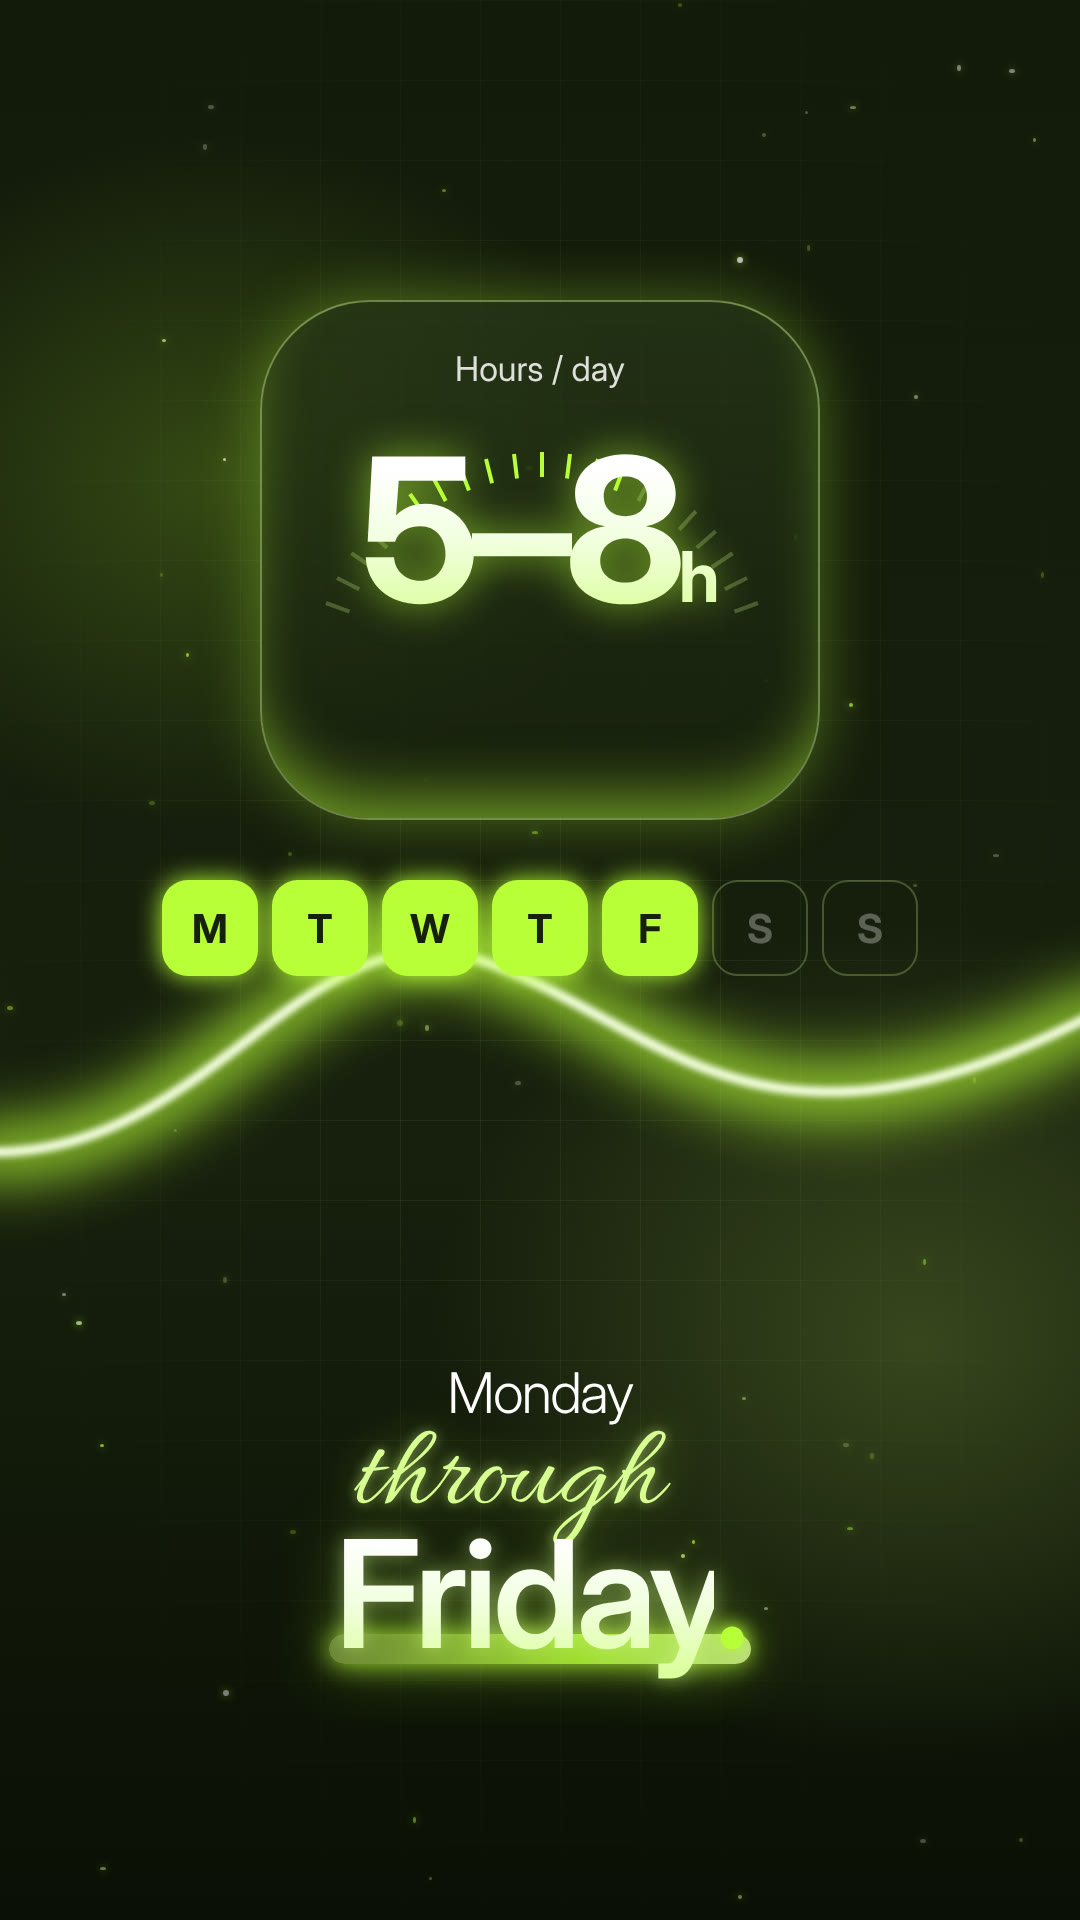 Hours / day
5–8h
M T W T F S S
Monday
through
Friday.